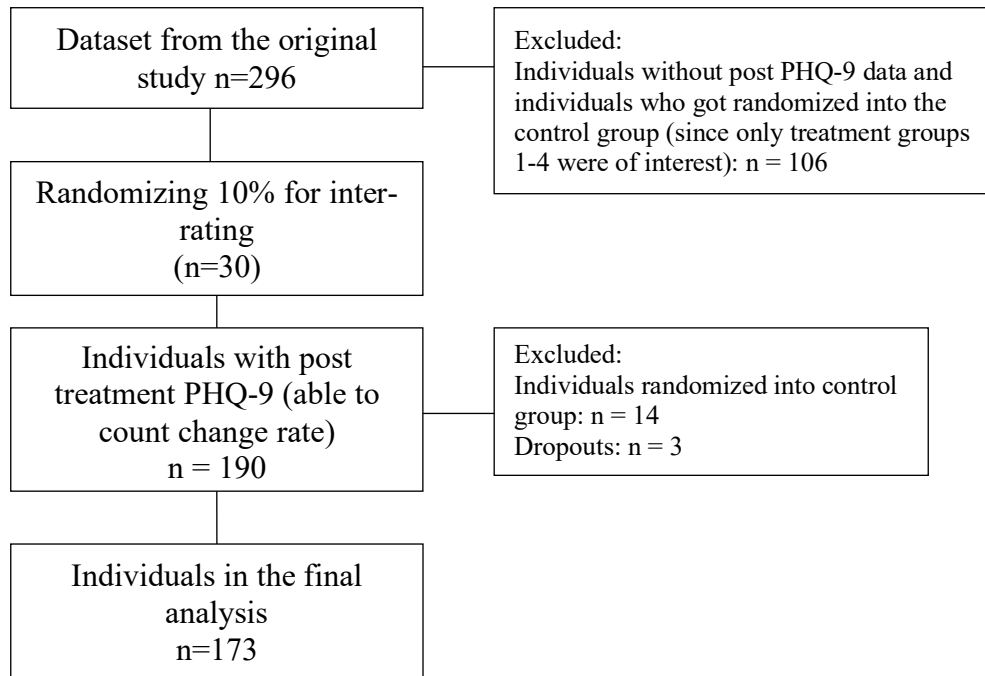 Dataset from the original
study n=296
Excluded:
Individuals without post PHQ-9 data and
individuals who got randomized into the
control group (since only treatment groups
1-4 were of interest): n = 106
Randomizing 10% for inter-
rating
(n=30)
Individuals with post
treatment PHQ-9 (able to
count change rate)
n = 190
Excluded:
Individuals randomized into control
group: n = 14
Dropouts: n = 3
Individuals in the final
analysis
n=173